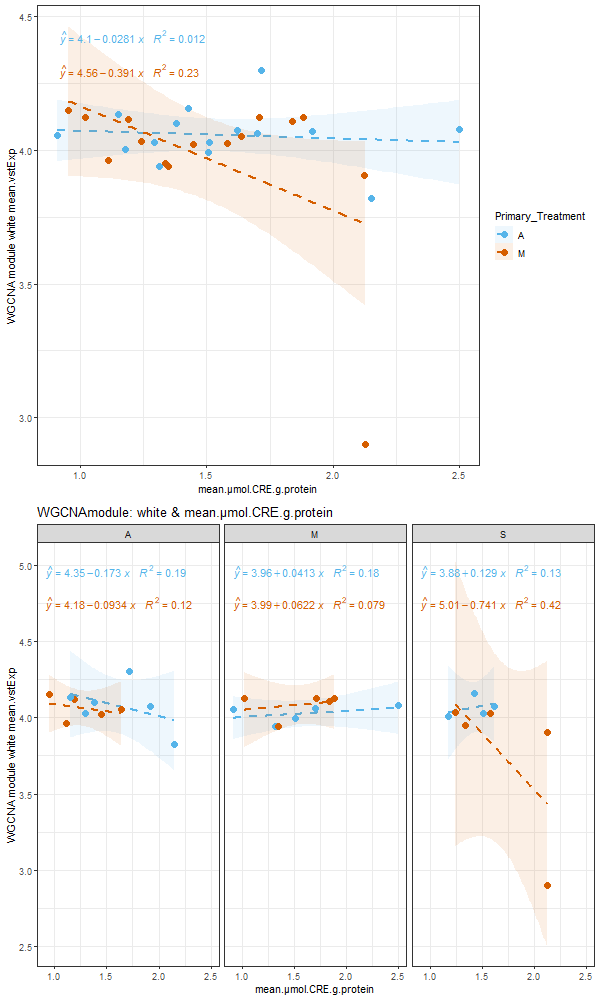 ŷ = 4.1−0.0281 x R² = 0.012
ŷ = 4.56−0.391 x R² = 0.23
4.5
4.0
3.5
3.0
WGCNA module white mean.vstExp
1.0 1.5 2.0 2.5
mean.µmol.CRE.g.protein
Primary_Treatment
A
M
WGCNAmodule: white & mean.µmol.CRE.g.protein
A M S
ŷ = 4.35−0.173 x R² = 0.19 ŷ = 3.96+0.0413 x R² = 0.18 ŷ = 3.88+0.129 x R² = 0.13
ŷ = 4.18−0.0934 x R² = 0.12 ŷ = 3.99+0.0622 x R² = 0.079 ŷ = 5.01−0.741 x R² = 0.42
5.0
4.5
4.0
3.5
3.0
2.5
WGCNA module white mean.vstExp
1.0 1.5 2.0 2.5 1.0 1.5 2.0 2.5 1.0 1.5 2.0 2.5
mean.µmol.CRE.g.protein